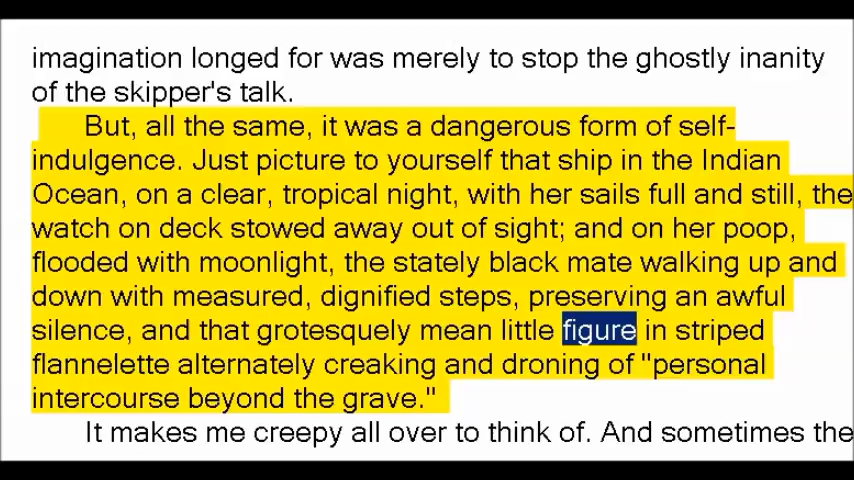 imagination longed for was merely to stop the ghostly inanity
of the skipper's talk.
But, all the same, it was a dangerous form of self-
indulgence. Just picture to yourself that ship in the Indian
Ocean, on a clear, tropical night, with her sails full and still, the
watch on deck stowed away out of sight; and on her poop,
flooded with moonlight, the stately black mate walking up and
down with measured, dignified steps, preserving an awful
silence, and that grotesquely mean little figure in striped
flannelette alternately creaking and droning of "personal
intercourse beyond the grave."
It makes me creepy all over to think of. And sometimes the